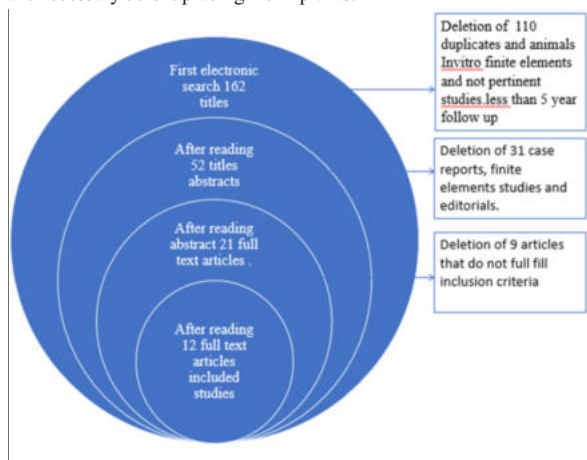 First electronic
search 162
titles
Deletion of 110
duplicates and animals
Invitro finite elements
and not pertinent
studies.less than 5 year
follow up
After reading
52 titles
abstracts
Deletion of 31 case
reports, finite
elements studies and
editorials.
After reading
abstract 21 full
text articles .
Deletion of 9 articles
that do not full fill
inclusion criteria
After reading
12 full text
articles
included
studies